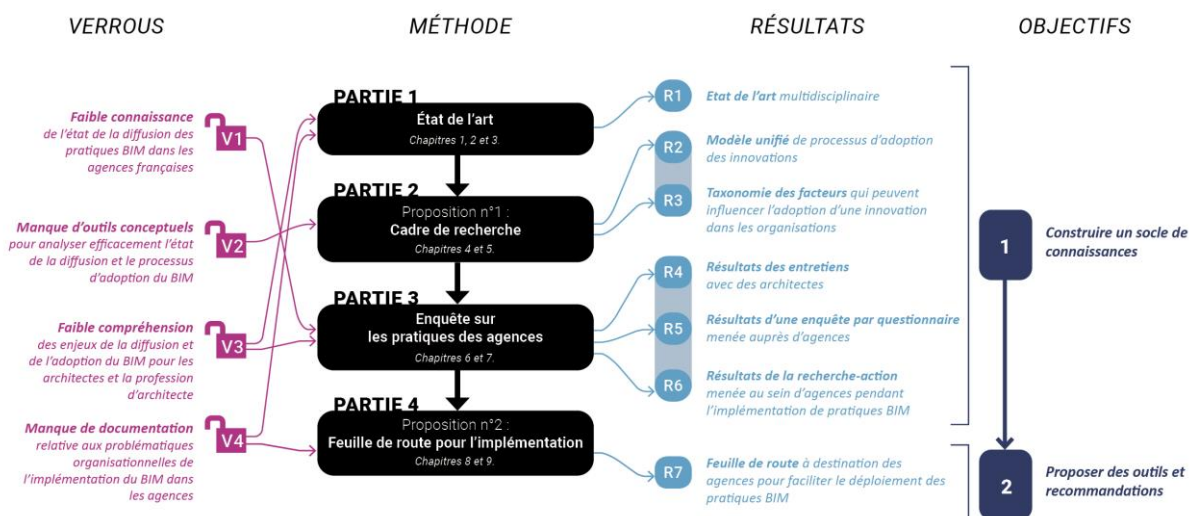 VERROUS
MÉTHODE
RÉSULTATS
OBJECTIFS
Faible connaissance
de l'état de la diffusion des
pratiques BIM dans les
agences françaises
V1
Manque d'outils conceptuels
pour analyser efficacement l'état
de la diffusion et le processus
d'adoption du BIM
V2
Faible compréhension
des enjeux de la diffusion et
de l'adoption du BIM pour les
architectes et la profession
d'architecte
V3
Manque de documentation
relative aux problématiques
organisationnelles de
l'implémentation du BIM dans
les agences
V4
PARTIE 1
État de l'art
Chapitres 1, 2 et 3.
PARTIE 2
Proposition n°1 :
Cadre de recherche
Chapitres 4 et 5.
PARTIE 3
Enquête sur
les pratiques des agences
Chapitres 6 et 7.
PARTIE 4
Proposition n°2 :
Feuille de route pour l'implémentation
Chapitres 8 et 9.
R1
Etat de l'art multidisciplinaire
R2
Modèle unifié de processus d'adoption
des innovations
R3
Taxonomie des facteurs qui peuvent
influencer l'adoption d'une innovation
dans les organisations
R4
Résultats des entretiens
avec des architectes
R5
Résultats d'une enquête par questionnaire
menée auprès d'agences
R6
Résultats de la recherche-action
menée au sein d'agences pendant
l'implémentation de pratiques BIM
R7
Feuille de route à destination des
agences pour faciliter le déploiement des
pratiques BIM
1
Construire un socle de
connaissances
2
Proposer des outils et
recommandations